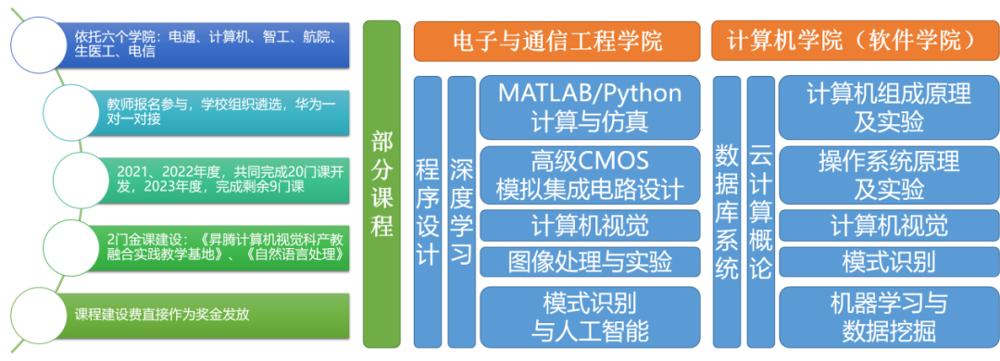 依托六个学院：电通、计算机、智工、航院、
生医工、电信
教师报名参与，学校组织遴选，华为一
对一对接
2021、2022年度，共同完成20门课开
发，2023年度，完成剩余9门课
2门金课建设：《昇腾计算机视觉科产教
融合实践教学基地》、《自然语言处理》
课程建设费直接作为奖金发放
部分课程
电子与通信工程学院
程序设计
深度学习
MATLAB/Python
计算与仿真
高级CMOS
模拟集成电路设计
计算机视觉
图像处理与实验
模式识别
与人工智能
计算机学院（软件学院）
数据库系统
云计算概论
计算机组成原理
及实验
操作系统原理
及实验
计算机视觉
模式识别
机器学习与
数据挖掘